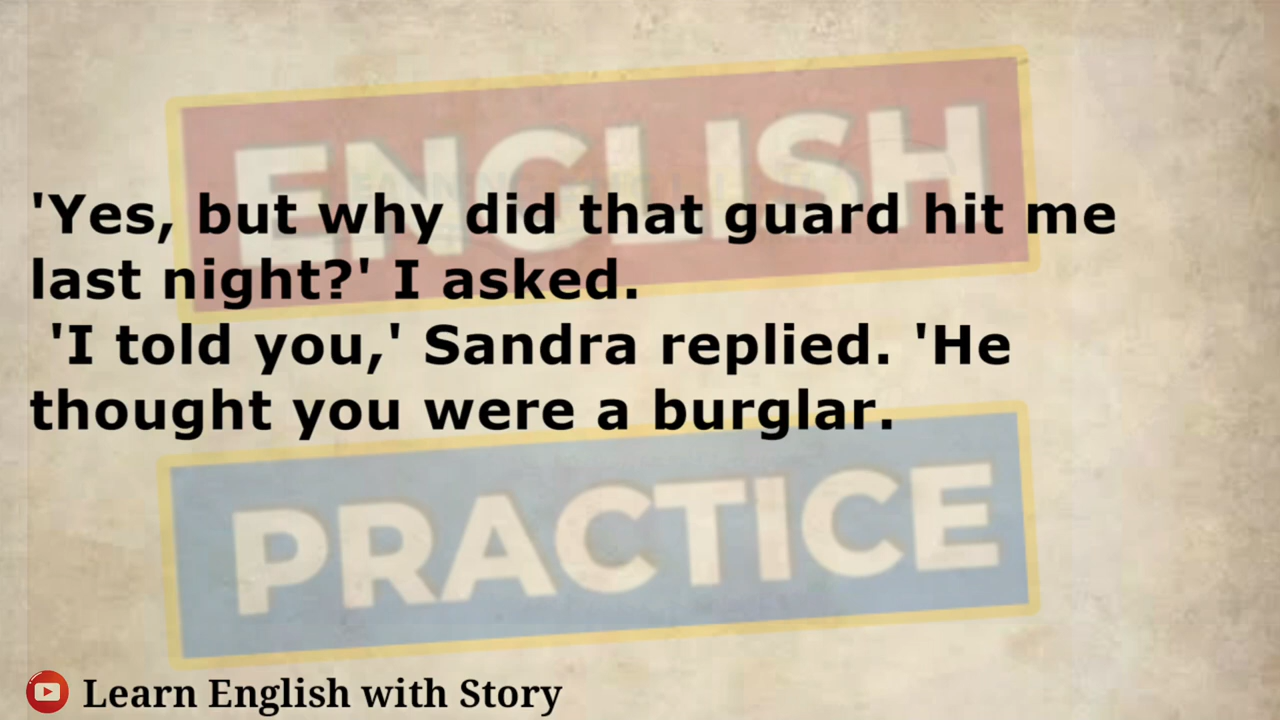 ENGLISH
'Yes, but why did that guard hit me
last night?' I asked.
'I told you,' Sandra replied. 'He
thought you were a burglar.
PRACTICE
Learn English with Story